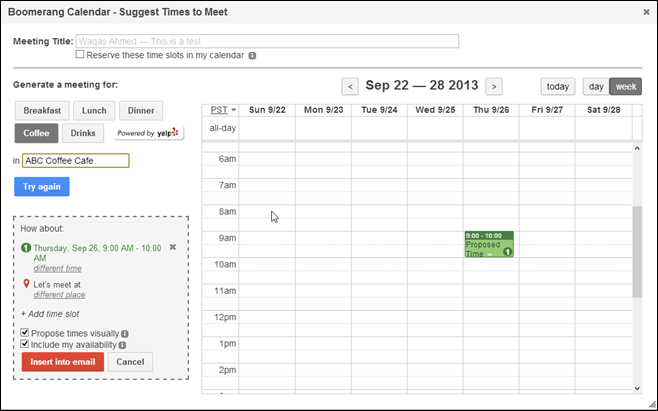 Boomerang Calendar - Suggest Times to Meet
Meeting Title: Waqas Ahmed — This is a test
Reserve these time slots in my calendar
Generate a meeting for:
< Sep 22 — 28 2013 > today day week
Breakfast Lunch Dinner
Coffee Drinks Powered by yelp
in ABC Coffee Cafe
Try again
How about:
1 Thursday, Sep 26, 9:00 AM - 10:00
AM
different time
Let's meet at
different place
+ Add time slot
Propose times visually
Include my availability
Insert into email Cancel
PST Sun 9/22 Mon 9/23 Tue 9/24 Wed 9/25 Thu 9/26 Fri 9/27 Sat 9/28
all-day
6am
7am
8am
9am
9:00 - 10:00
Proposed
Time 1
10am
11am
12pm
1pm
2pm